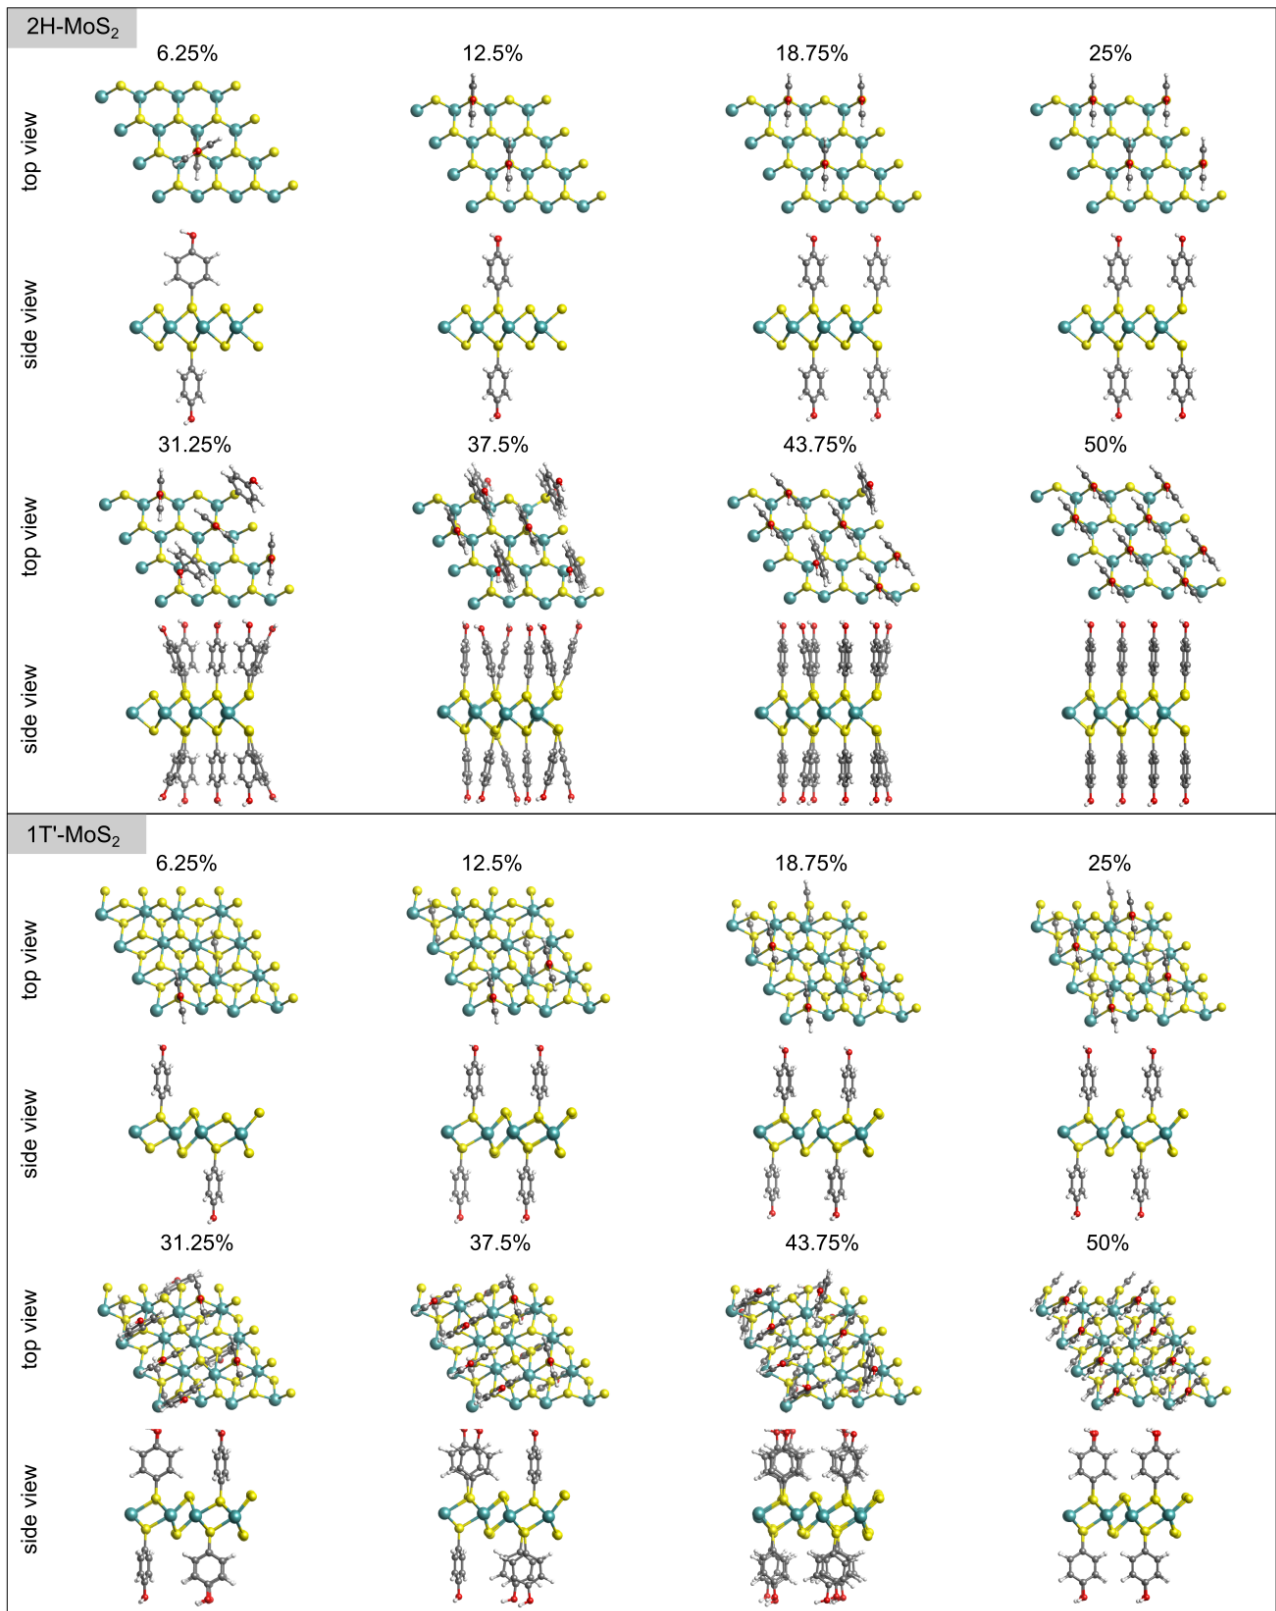 2H-MoS₂
6.25% 12.5% 18.75% 25%
top view
side view
31.25% 37.5% 43.75% 50%
top view
side view
1T'-MoS₂
6.25% 12.5% 18.75% 25%
top view
side view
31.25% 37.5% 43.75% 50%
top view
side view